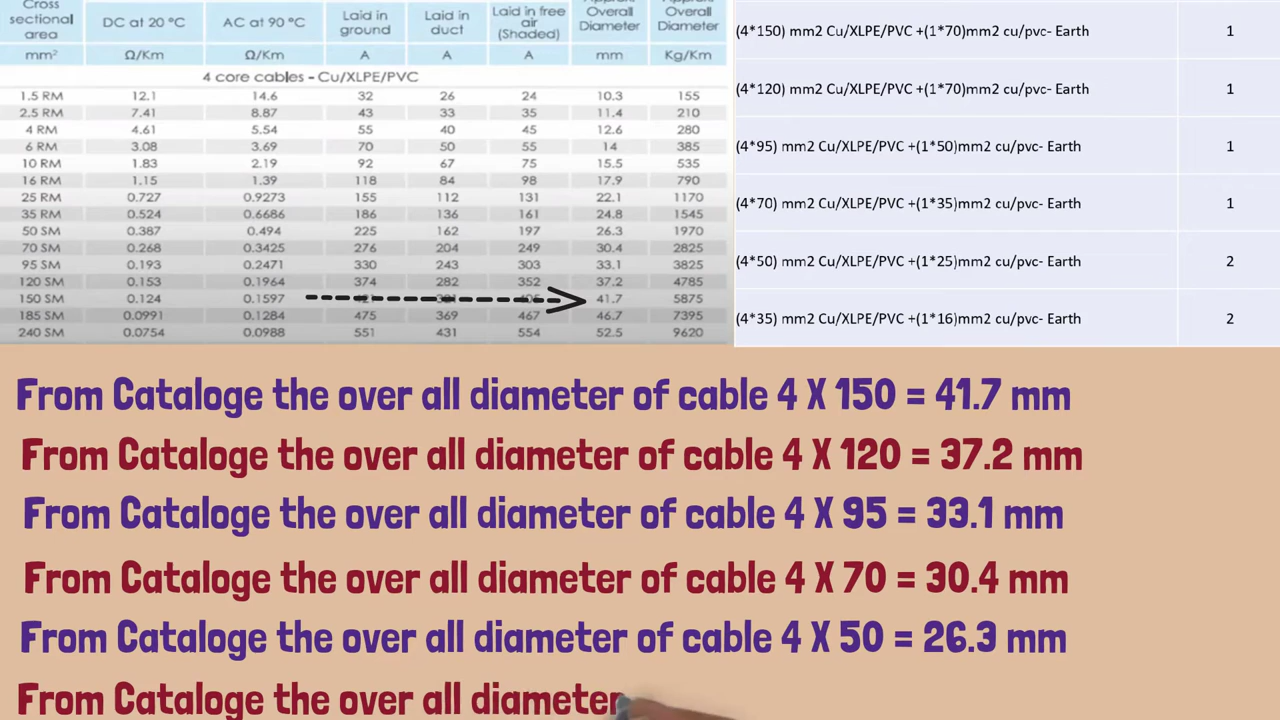 Cross sectional area DC at 20 ºC AC at 90 ºC Laid in ground Laid in duct Laid in free air (Shaded) Overall Diameter Overall Diameter
mm² Ω/Km Ω/Km A A A mm Kg/Km
4 core cables - Cu/XLPE/PVC
1.5 RM 12.1 14.6 32 26 24 10.3 155
2.5 RM 7.41 8.87 43 33 35 11.4 210
4 RM 4.61 5.54 55 40 45 12.6 280
6 RM 3.08 3.69 70 50 55 14 385
10 RM 1.83 2.19 92 67 75 15.5 535
16 RM 1.15 1.39 118 84 98 17.9 790
25 RM 0.727 0.9273 155 112 131 22.1 1170
35 RM 0.524 0.6686 186 136 161 24.8 1545
50 SM 0.387 0.494 225 162 197 26.3 1970
70 SM 0.268 0.3425 276 204 249 30.4 2825
95 SM 0.193 0.2471 330 243 303 33.1 3825
120 SM 0.153 0.1964 374 282 352 37.2 4785
150 SM 0.124 0.1597 41.7 5875
185 SM 0.0991 0.1284 475 369 467 46.7 7395
240 SM 0.0754 0.0988 551 431 554 52.5 9620
(4*150) mm2 Cu/XLPE/PVC +(1*70)mm2 cu/pvc- Earth 1
(4*120) mm2 Cu/XLPE/PVC +(1*70)mm2 cu/pvc- Earth 1
(4*95) mm2 Cu/XLPE/PVC +(1*50)mm2 cu/pvc- Earth 1
(4*70) mm2 Cu/XLPE/PVC +(1*35)mm2 cu/pvc- Earth 1
(4*50) mm2 Cu/XLPE/PVC +(1*25)mm2 cu/pvc- Earth 2
(4*35) mm2 Cu/XLPE/PVC +(1*16)mm2 cu/pvc- Earth 2
From Cataloge the over all diameter of cable 4 X 150 = 41.7 mm
From Cataloge the over all diameter of cable 4 X 120 = 37.2 mm
From Cataloge the over all diameter of cable 4 X 95 = 33.1 mm
From Cataloge the over all diameter of cable 4 X 70 = 30.4 mm
From Cataloge the over all diameter of cable 4 X 50 = 26.3 mm
From Cataloge the over all diameter